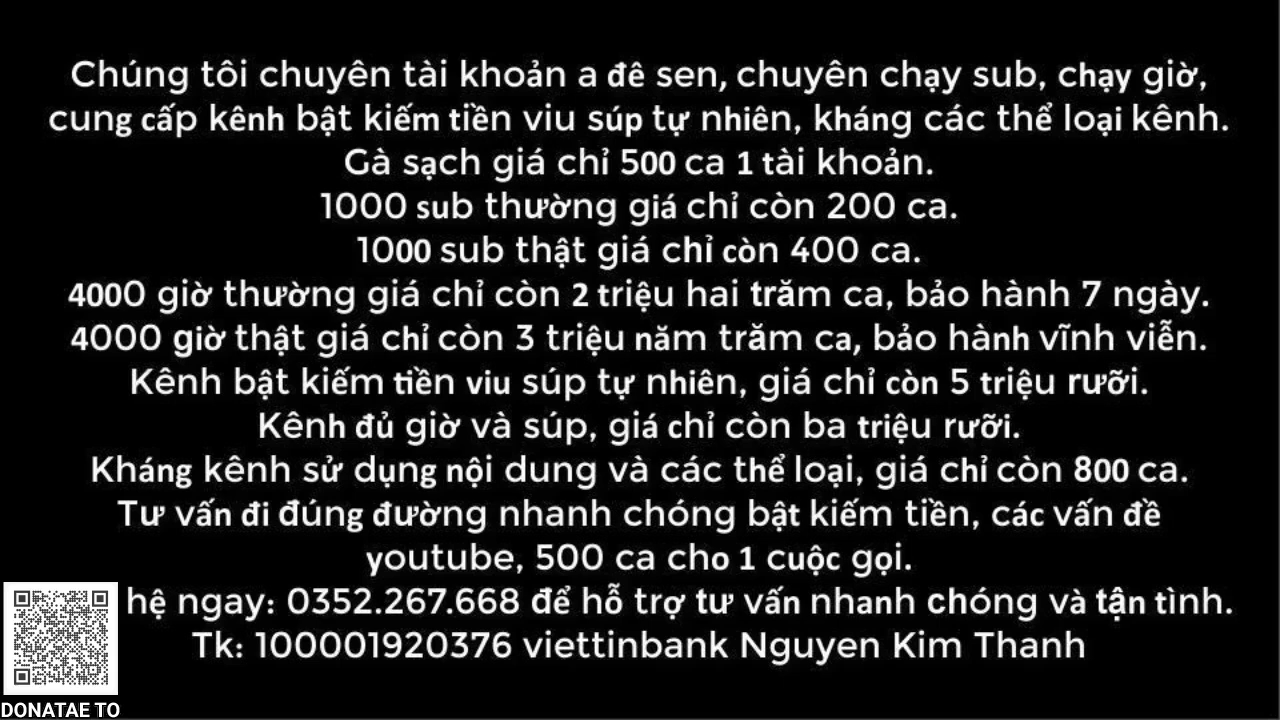 Chúng tôi chuyên tài khoản a đê sen, chuyên chạy sub, chạy giờ,
cung cấp kênh bật kiếm tiền viu súp tự nhiên, kháng các thể loại kênh.
Gà sạch giá chỉ 500 ca 1 tài khoản.
1000 sub thường giá chỉ còn 200 ca.
1000 sub thật giá chỉ còn 400 ca.
4000 giờ thường giá chỉ còn 2 triệu hai trăm ca, bảo hành 7 ngày.
4000 giờ thật giá chỉ còn 3 triệu năm trăm ca, bảo hành vĩnh viễn.
Kênh bật kiếm tiền viu súp tự nhiên, giá chỉ còn 5 triệu rưỡi.
Kênh đủ giờ và súp, giá chỉ còn ba triệu rưỡi.
Kháng kênh sử dụng nội dung và các thể loại, giá chỉ còn 800 ca.
Tư vấn đi đúng đường nhanh chóng bật kiếm tiền, các vấn đề
youtube, 500 ca cho 1 cuộc gọi.
hệ ngay: 0352.267.668 để hỗ trợ tư vấn nhanh chóng và tận tình.
Tk: 100001920376 viettinbank Nguyen Kim Thanh
DONATAE TO